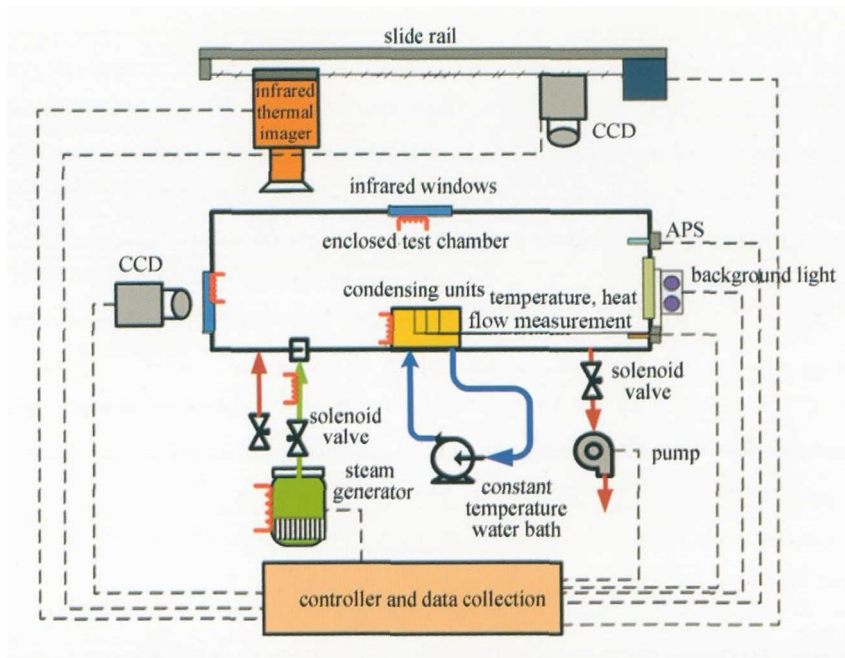 slide rail
infrared
thermal
imager
CCD
infrared windows
enclosed test chamber
APS
CCD
background light
condensing units
temperature, heat
flow measurement
solenoid
valve
solenoid
valve
steam
generator
pump
constant
temperature
water bath
controller and data collection